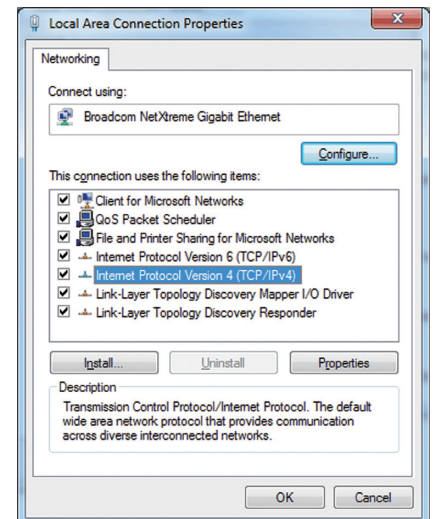 Local Area Connection Properties
Networking
Connect using:
Broadcom NetXtreme Gigabit Ethernet
Configure...
This connection uses the following items:
Client for Microsoft Networks
QoS Packet Scheduler
File and Printer Sharing for Microsoft Networks
Internet Protocol Version 6 (TCP/IPv6)
Internet Protocol Version 4 (TCP/IPv4)
Link-Layer Topology Discovery Mapper I/O Driver
Link-Layer Topology Discovery Responder
Install... Uninstall Properties
Description
Transmission Control Protocol/Internet Protocol. The default
wide area network protocol that provides communication
across diverse interconnected networks.
OK Cancel